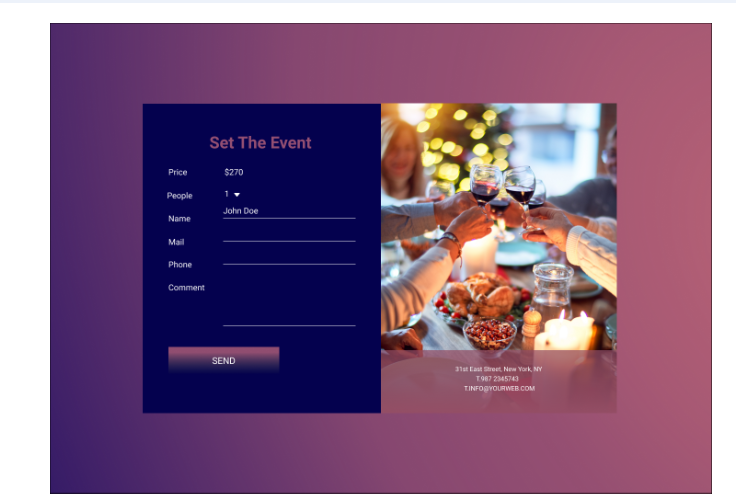 Set The Event
Price $270
People 1
Name John Doe
Mail
Phone
Comment
SEND
31st East Street, New York, NY
T.987 2345743
T.INFO@YOURWEB.COM